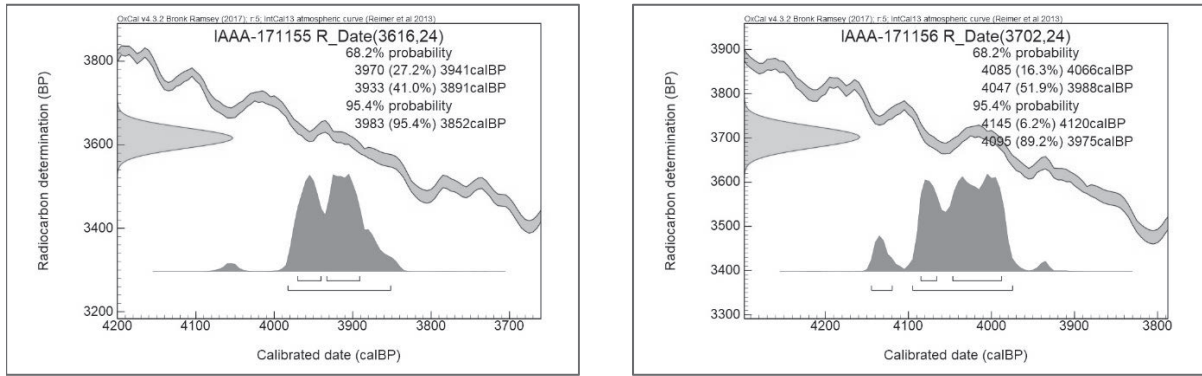 OxCal v4.3.2 Bronk Ramsey (2017); r:5; IntCal13 atmospheric curve (Reimer et al 2013)
IAAA-171155 R_Date(3616,24)
68.2% probability
3970 (27.2%) 3941calBP
3933 (41.0%) 3891calBP
95.4% probability
3983 (95.4%) 3852calBP
Radiocarbon determination (BP)
3800
3600
3400
3200
4200
4100
4000
3900
3800
3700
Calibrated date (calBP)
OxCal v4.3.2 Bronk Ramsey (2017); r:5; IntCal13 atmospheric curve (Reimer et al 2013)
IAAA-171156 R_Date(3702,24)
68.2% probability
4085 (16.3%) 4066calBP
4047 (51.9%) 3988calBP
95.4% probability
4145 (6.2%) 4120calBP
4095 (89.2%) 3975calBP
Radiocarbon determination (BP)
3900
3800
3700
3600
3500
3400
3300
4200
4100
4000
3900
3800
Calibrated date (calBP)